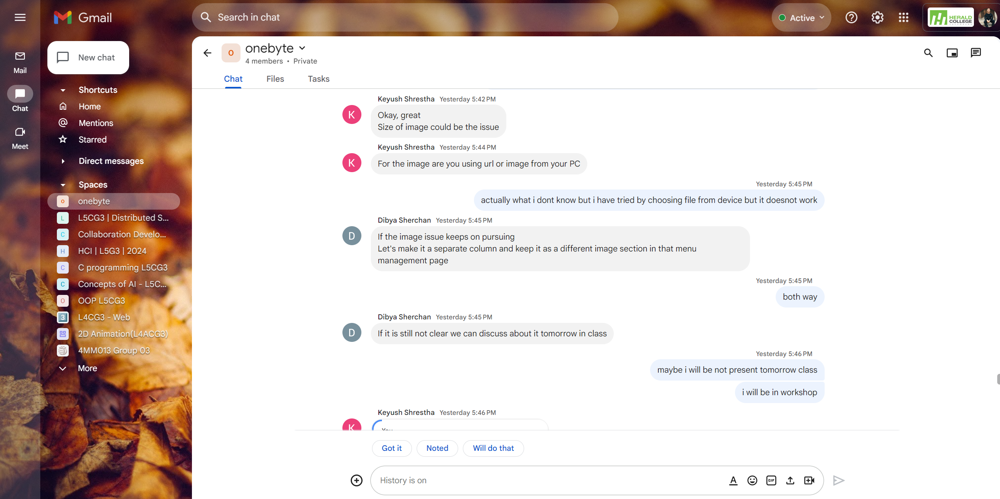 Gmail
Search in chat
Active
HERALD
COLLEGE
KATHMANDU
Mail
Chat
Meet
New chat
Shortcuts
Home
Mentions
Starred
Direct messages
Spaces
o onebyte
L L5CG3 | Distributed S...
C Collaboration Develo...
H HCI | L5G3 | 2024
C C programming L5CG3
C Concepts of AI - L5C...
O OOP L5CG3
3 L4CG3 - Web
2D Animation(L4ACG3)
4MM013 Group 03
More
o onebyte
4 members • Private
Chat Files Tasks
Keyush Shrestha Yesterday 5:42 PM
K
Okay, great
Size of image could be the issue
Keyush Shrestha Yesterday 5:44 PM
K
For the image are you using url or image from your PC
Yesterday 5:45 PM
actually what i dont know but i have tried by choosing file from device but it doesnot work
Dibya Sherchan Yesterday 5:45 PM
D
If the image issue keeps on pursuing
Let's make it a separate column and keep it as a different image section in that menu
management page
Yesterday 5:45 PM
both way
Dibya Sherchan Yesterday 5:45 PM
D
If it is still not clear we can discuss about it tomorrow in class
Yesterday 5:46 PM
maybe i will be not present tomorrow class
i will be in workshop
Keyush Shrestha Yesterday 5:46 PM
K
You
Got it Noted Will do that
History is on
GIF